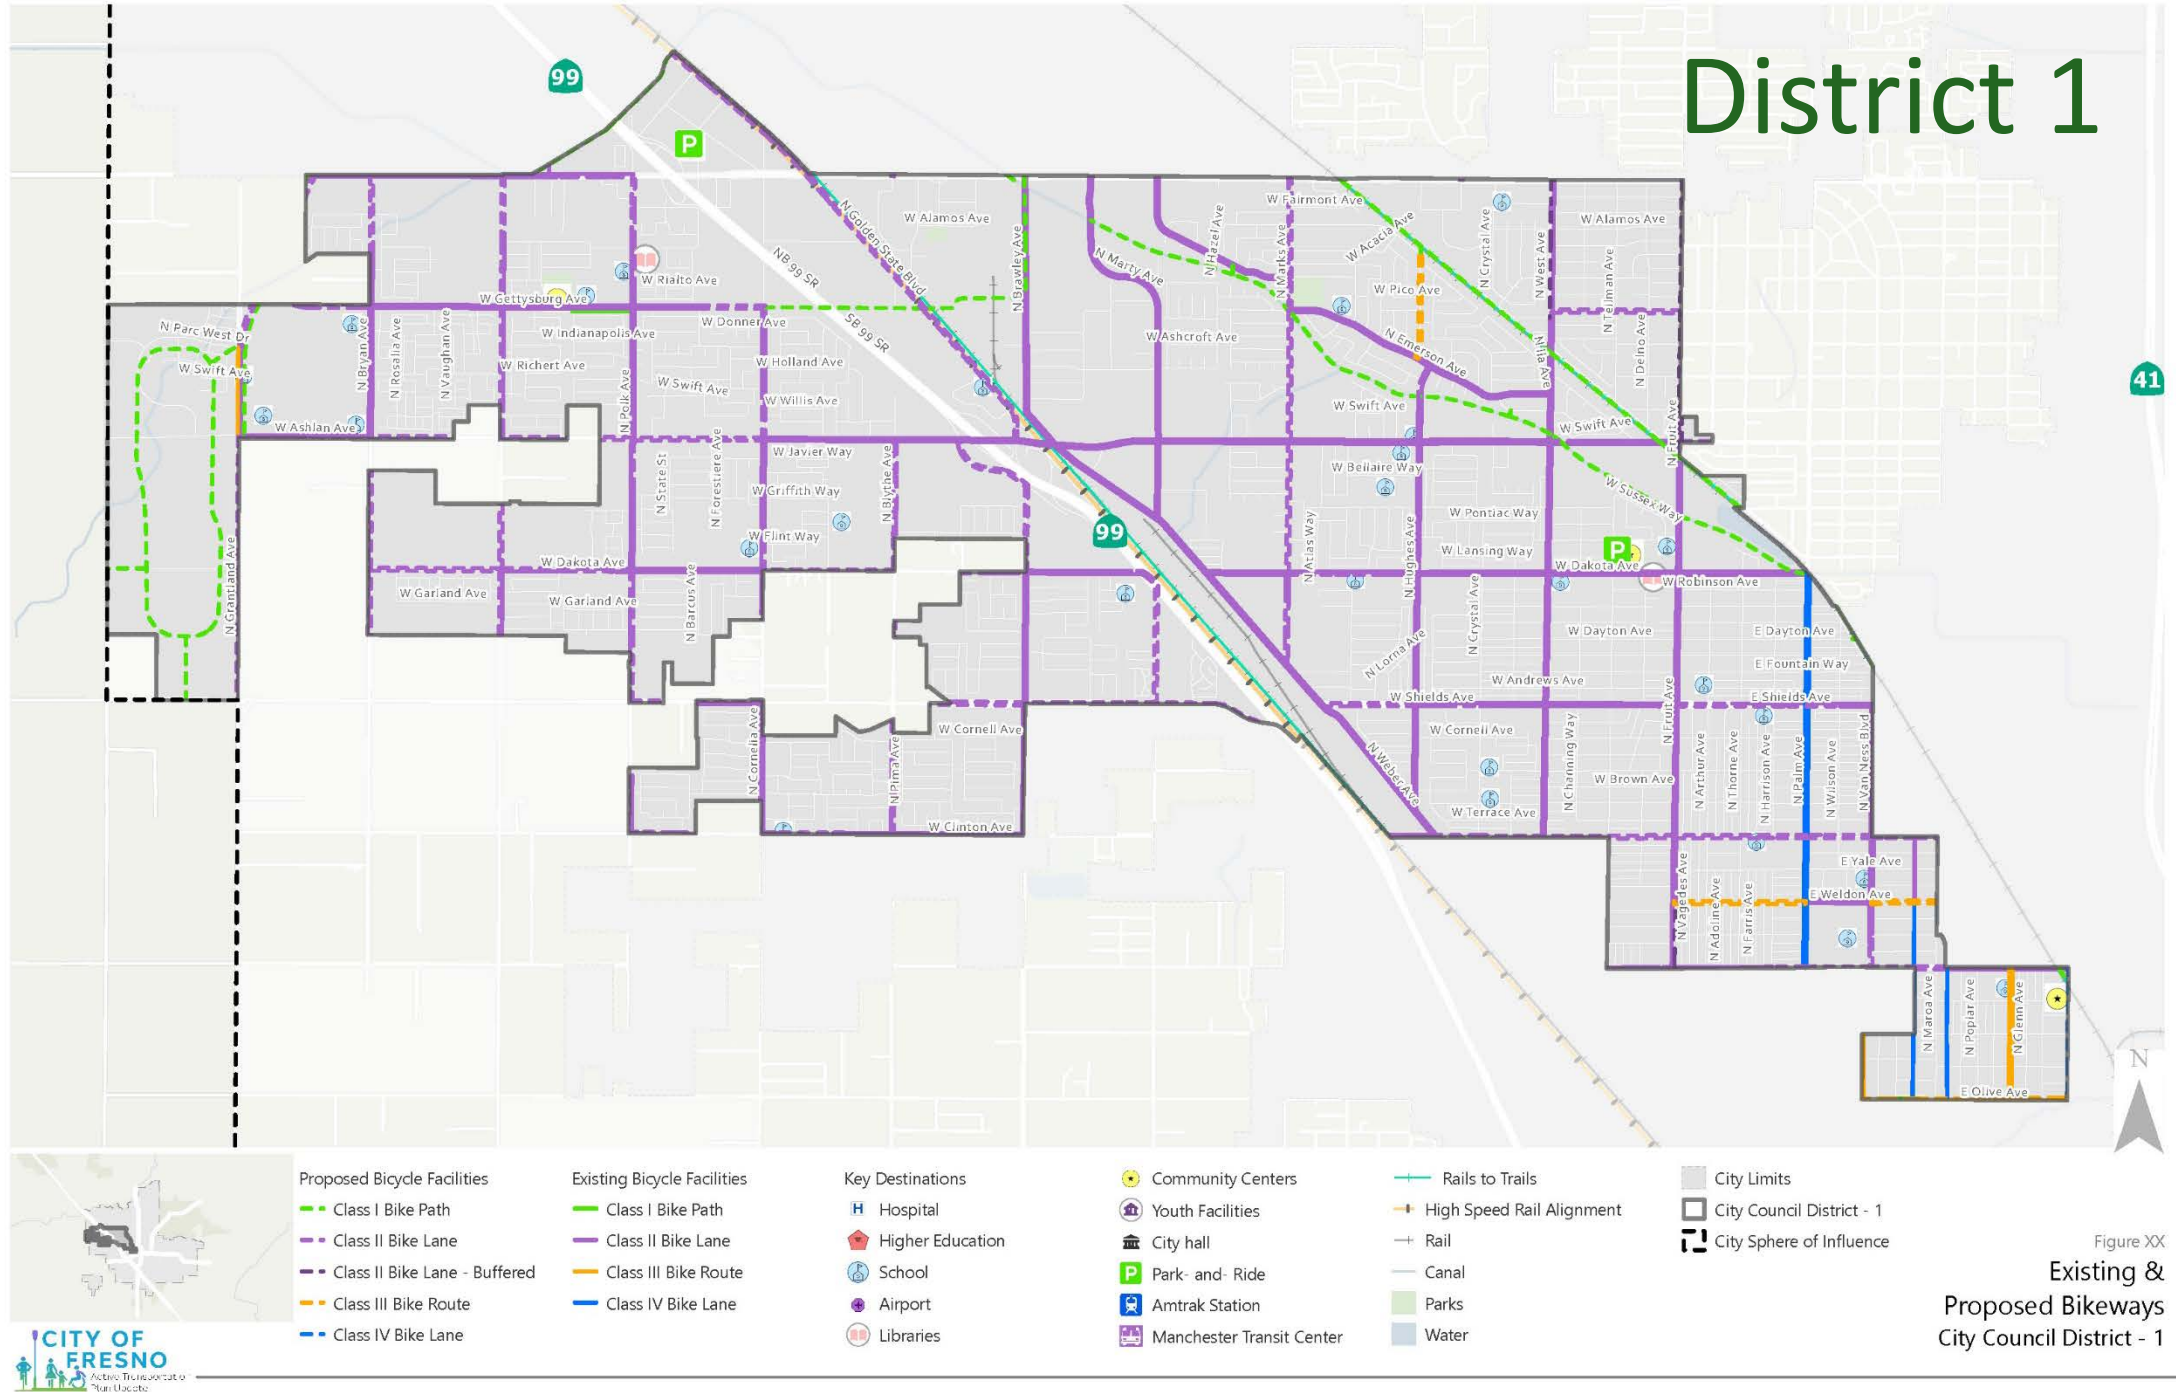 District 1
99
41
99
W Alamos Ave
W Fairmont Ave
W Alamos Ave
N Golden State Blvd
N Brawley Ave
N Marty Ave
N Hazel Ave
N Marks Ave
W Acacia Ave
N Crystal Ave
N West Ave
N Tellman Ave
NB 99 SR
SB 99 SR
W Rialto Ave
W Gettysburg Ave
W Pico Ave
N Parc West Dr
W Indianapolis Ave
W Donner Ave
W Ashcroft Ave
N Emerson Ave
N Ila Ave
N Delno Ave
W Swift Ave
N Bryan Ave
N Rosalia Ave
N Vaughan Ave
W Richert Ave
W Holland Ave
N Polk Ave
W Swift Ave
W Willis Ave
W Swift Ave
W Swift Ave
N Fruit Ave
W Ashlan Ave
N State St
N Forestiere Ave
W Javier Way
N Blythe Ave
W Griffith Way
W Bellaire Way
W Sussex Way
W Pontiac Way
W Flint Way
N Atlas Way
N Hughes Ave
W Lansing Way
W Dakota Ave
W Dakota Ave
W Robinson Ave
N Grantland Ave
W Garland Ave
W Garland Ave
N Barcus Ave
N Lorna Ave
N Crystal Ave
W Dayton Ave
E Dayton Ave
E Fountain Way
W Andrews Ave
W Shields Ave
E Shields Ave
N Cornelia Ave
N Pima Ave
W Cornell Ave
W Cornell Ave
N Weber Ave
N Channing Way
N Fruit Ave
W Brown Ave
N Arthur Ave
N Thorne Ave
N Harrison Ave
N Palm Ave
N Wilson Ave
N Van Ness Blvd
W Terrace Ave
W Clinton Ave
E Yale Ave
E Weldon Ave
N Vagedes Ave
N Adoline Ave
N Farris Ave
N Maroa Ave
N Poplar Ave
N Glenn Ave
E Olive Ave
N
Proposed Bicycle Facilities
Class I Bike Path
Class II Bike Lane
Class II Bike Lane - Buffered
Class III Bike Route
Class IV Bike Lane
Existing Bicycle Facilities
Class I Bike Path
Class II Bike Lane
Class III Bike Route
Class IV Bike Lane
Key Destinations
H Hospital
Higher Education
School
Airport
Libraries
Community Centers
Youth Facilities
City hall
P Park- and- Ride
Amtrak Station
Manchester Transit Center
Rails to Trails
High Speed Rail Alignment
Rail
Canal
Parks
Water
City Limits
City Council District - 1
City Sphere of Influence
Figure XX
Existing &
Proposed Bikeways
City Council District - 1
CITY OF
FRESNO
Active Transportation
Plan Update
P
P